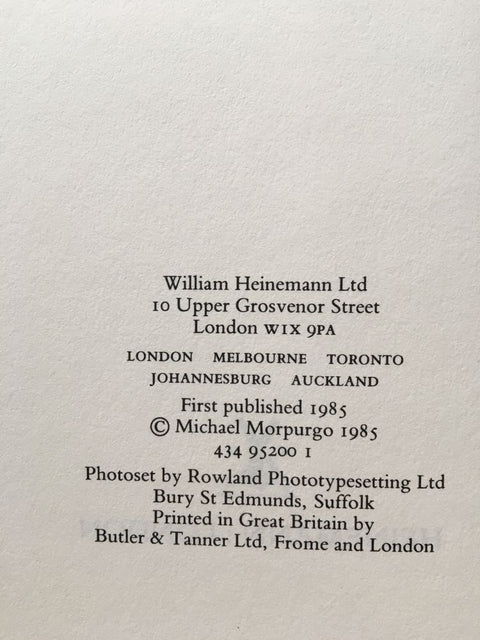 William Heinemann Ltd
10 Upper Grosvenor Street
London W1X 9PA
LONDON MELBOURNE TORONTO
JOHANNESBURG AUCKLAND
First published 1985
© Michael Morpurgo 1985
434 95200 1
Photoset by Rowland Phototypesetting Ltd
Bury St Edmunds, Suffolk
Printed in Great Britain by
Butler & Tanner Ltd, Frome and London